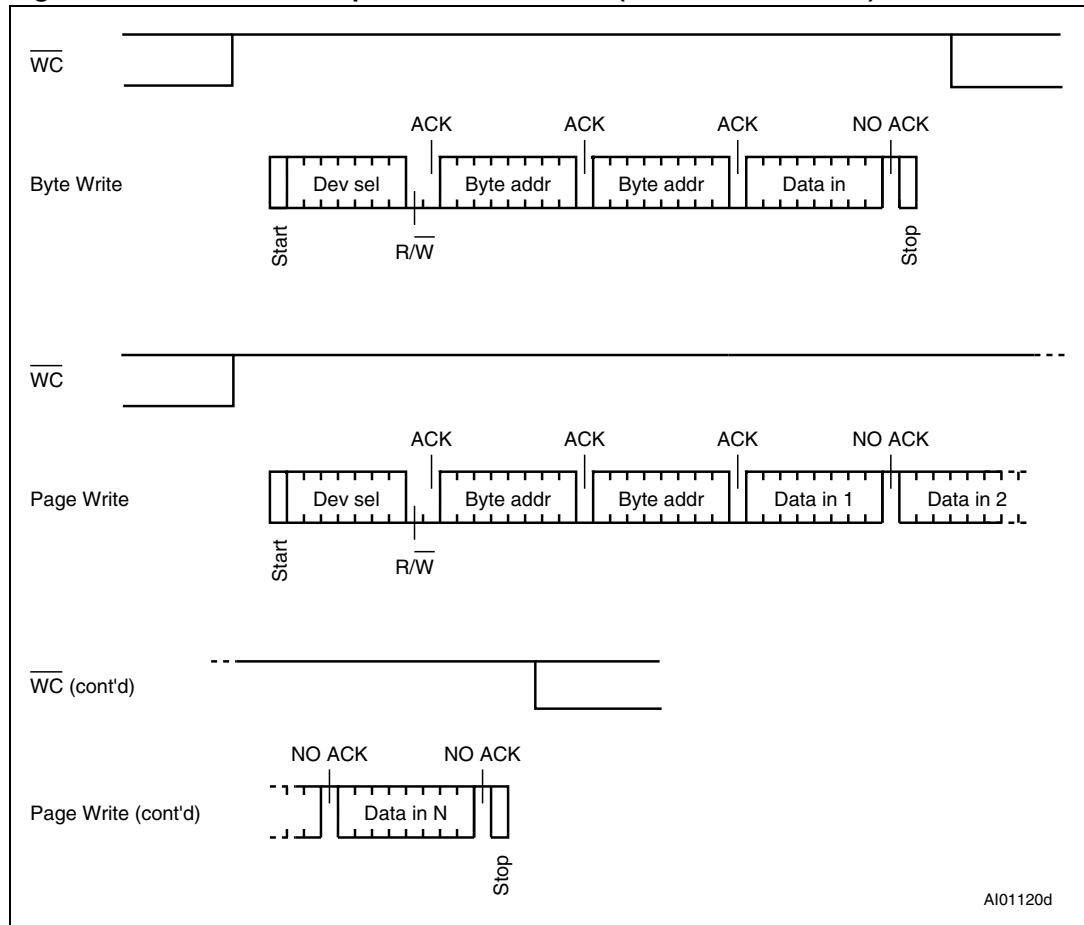 WC
ACK ACK ACK NO ACK
Byte Write Dev sel Byte addr Byte addr Data in
Start R/W Stop
WC
ACK ACK ACK NO ACK
Page Write Dev sel Byte addr Byte addr Data in 1 Data in 2
Start R/W
WC (cont'd)
NO ACK NO ACK
Page Write (cont'd) Data in N
Stop
AI01120d